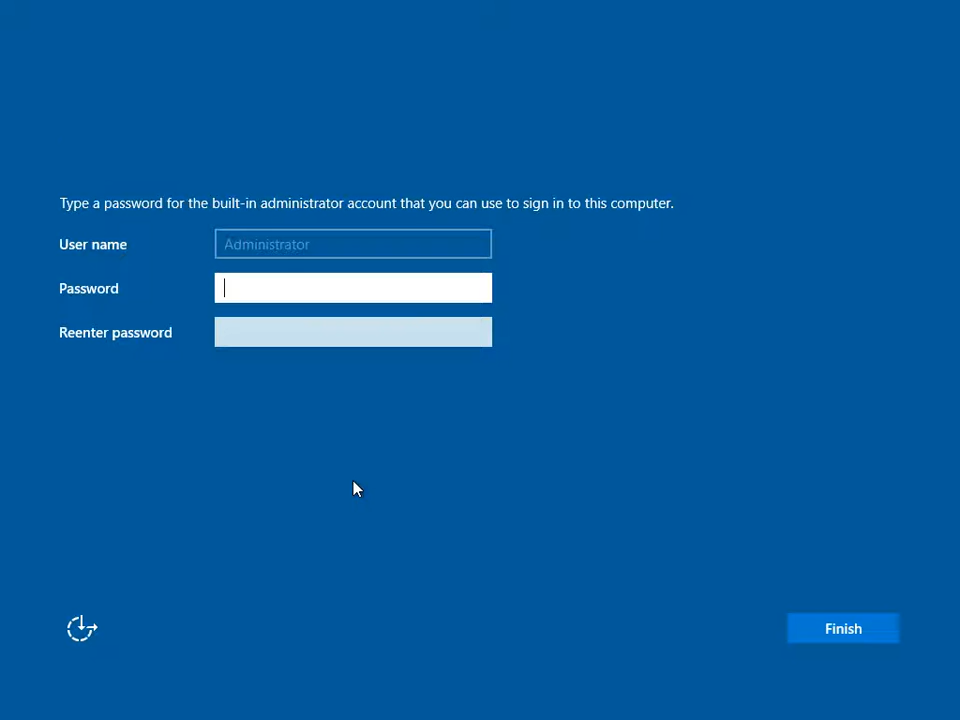 Type a password for the built-in administrator account that you can use to sign in to this computer.
User name Administrator
Password
Reenter password
Finish